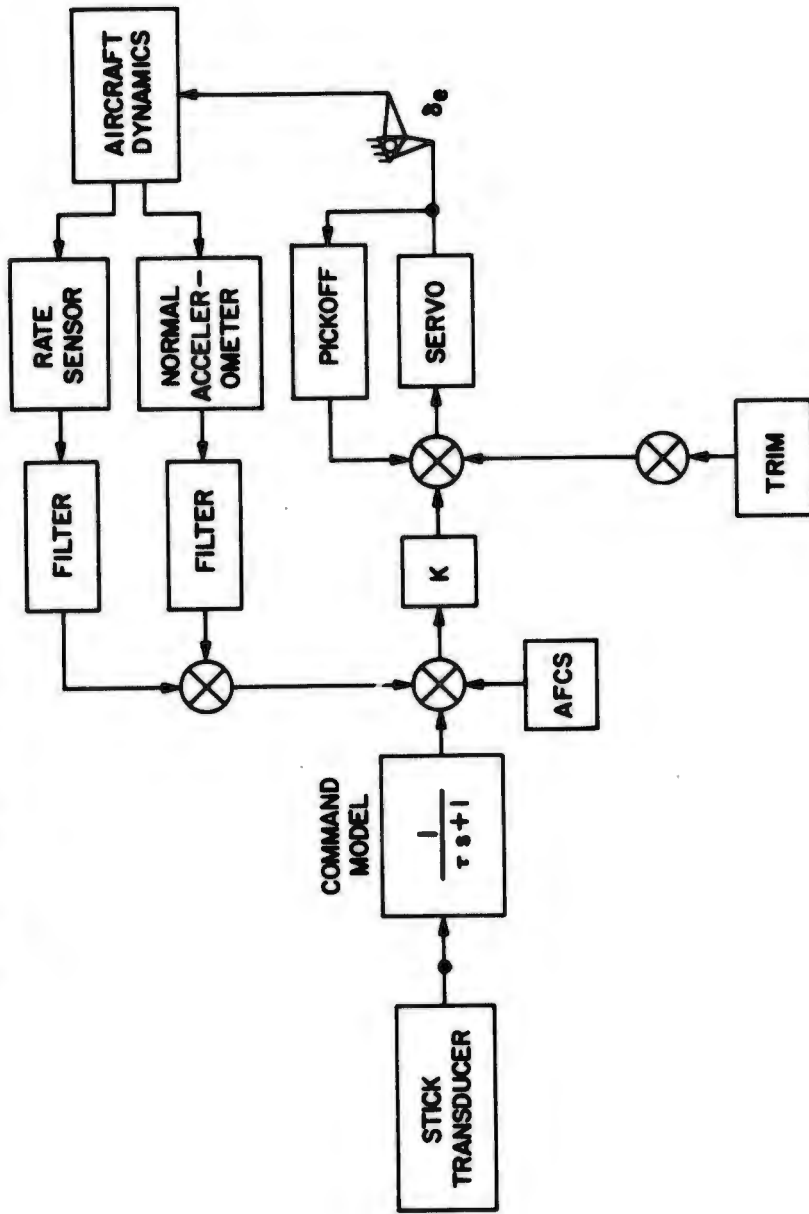 AIRCRAFT
DYNAMICS
RATE
SENSOR
NORMAL
ACCELER-
OMETER
FILTER
FILTER
PICKOFF
SERVO
δe
K
TRIM
AFCS
COMMAND
MODEL
1
τs+1
STICK
TRANSDUCER